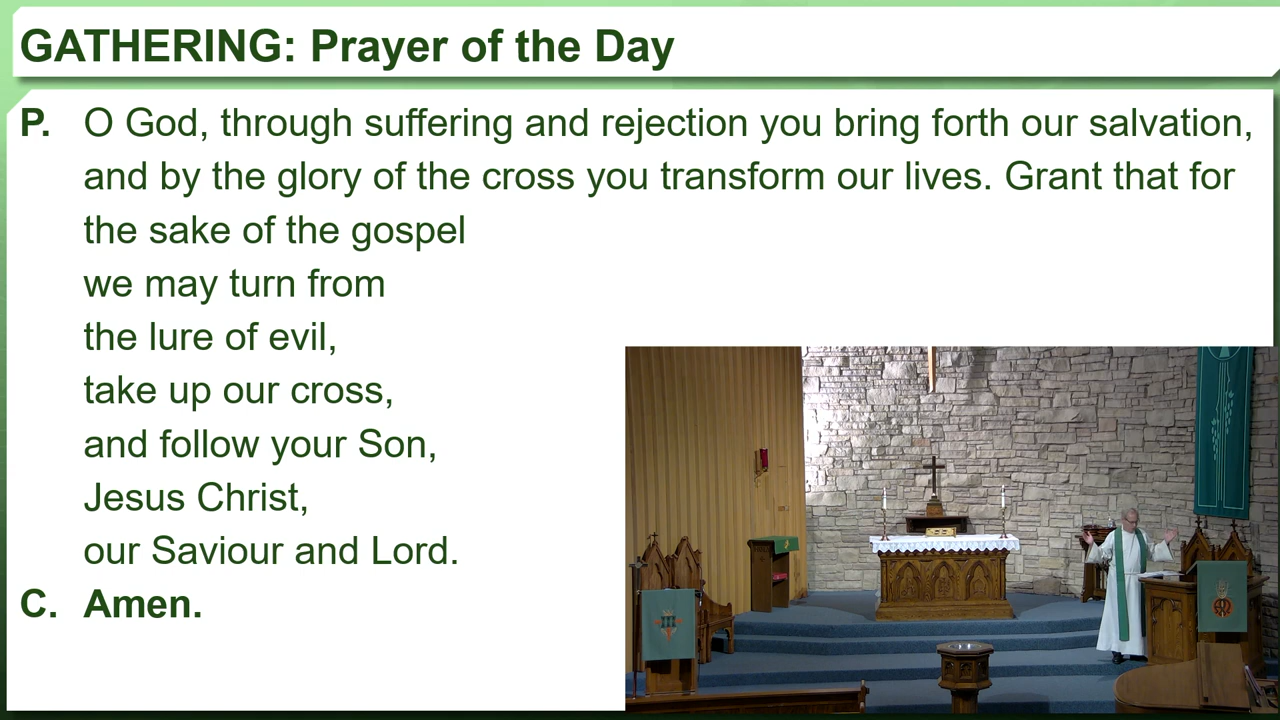 GATHERING: Prayer of the Day
P. O God, through suffering and rejection you bring forth our salvation,
and by the glory of the cross you transform our lives. Grant that for
the sake of the gospel
we may turn from
the lure of evil,
take up our cross,
and follow your Son,
Jesus Christ,
our Saviour and Lord.
C. Amen.